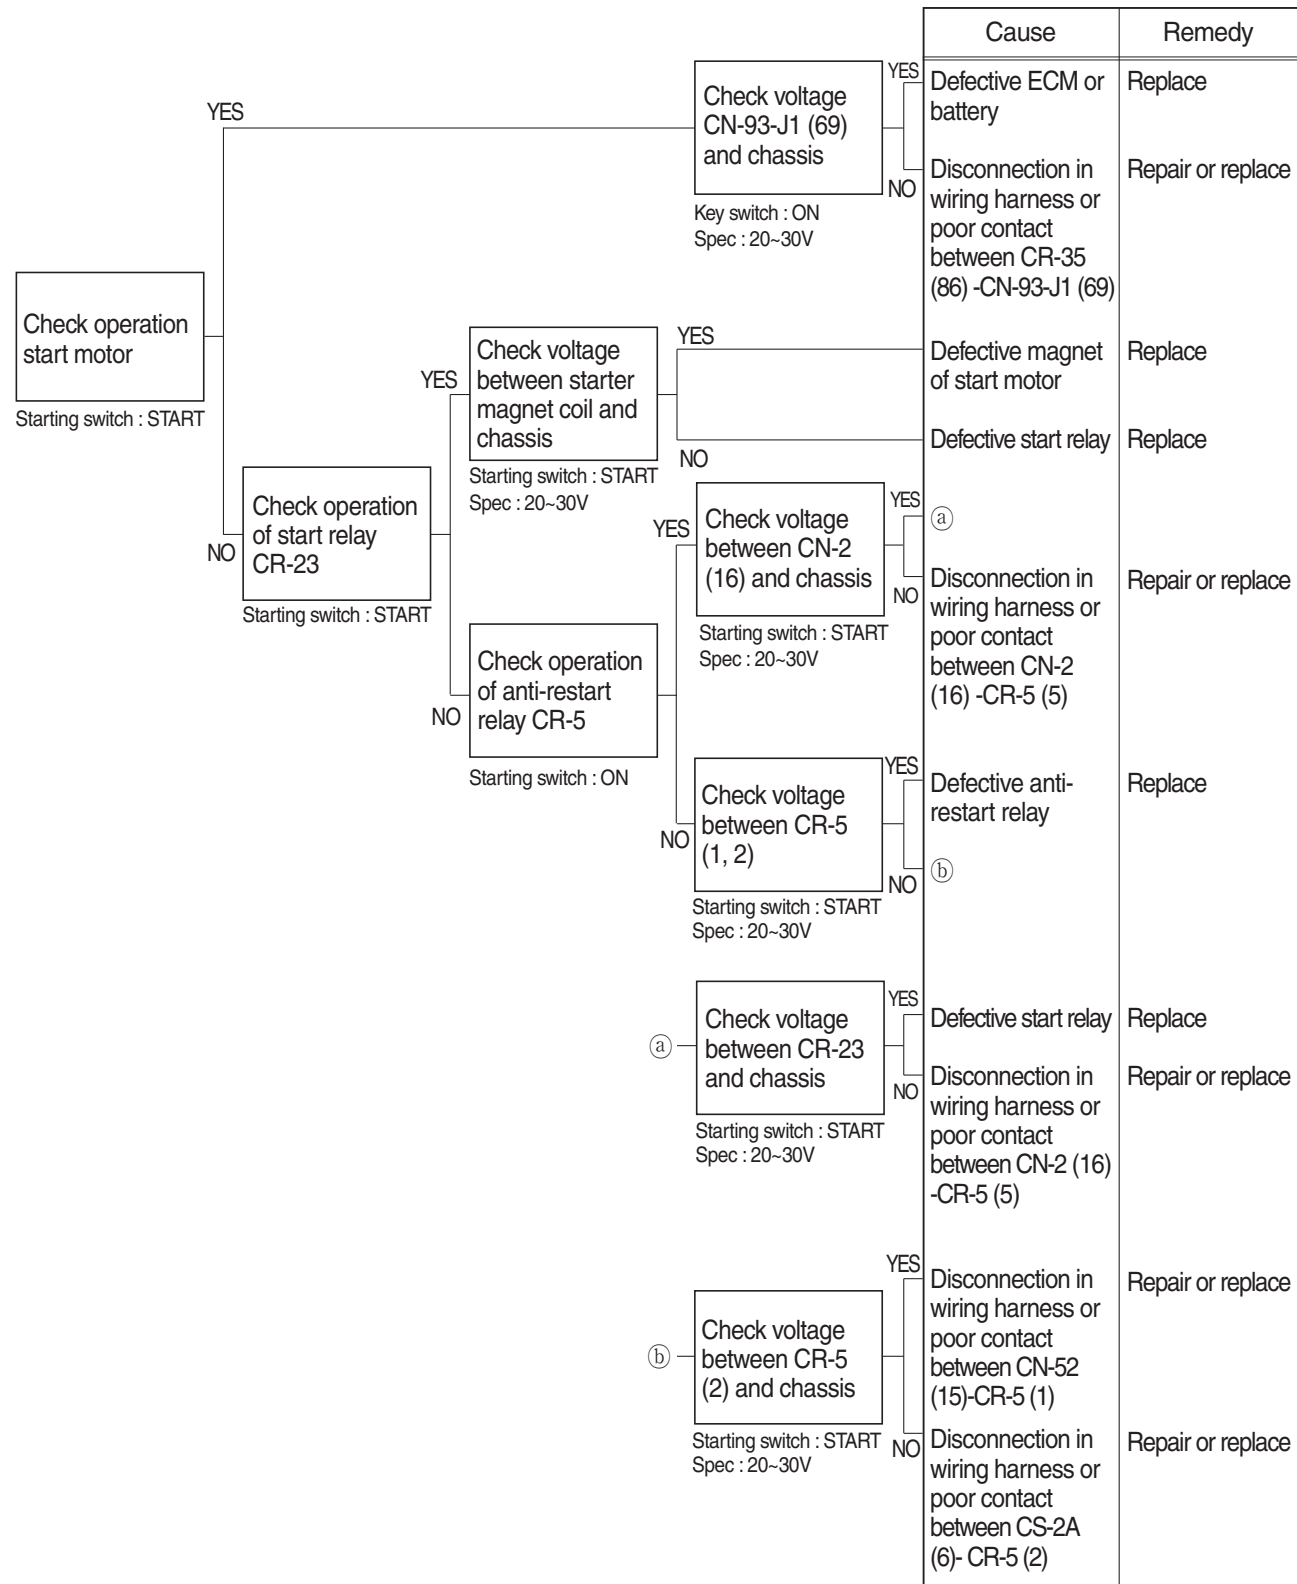 Cause
Remedy
YES
Check voltage
CN-93-J1 (69)
and chassis
Key switch : ON
Spec : 20~30V
YES
Defective ECM or
battery
Replace
NO
Disconnection in
wiring harness or
poor contact
between CR-35
(86) -CN-93-J1 (69)
Repair or replace
Check operation
start motor
Starting switch : START
YES
Check voltage
between starter
magnet coil and
chassis
Starting switch : START
Spec : 20~30V
YES
Defective magnet
of start motor
Replace
NO
Defective start relay
Replace
NO
Check operation
of start relay
CR-23
Starting switch : START
YES
Check voltage
between CN-2
(16) and chassis
Starting switch : START
Spec : 20~30V
YES
ⓐ
NO
Disconnection in
wiring harness or
poor contact
between CN-2
(16) -CR-5 (5)
Repair or replace
NO
Check operation
of anti-restart
relay CR-5
Starting switch : ON
NO
Check voltage
between CR-5
(1, 2)
Starting switch : START
Spec : 20~30V
YES
Defective anti-
restart relay
Replace
NO
ⓑ
ⓐ
Check voltage
between CR-23
and chassis
Starting switch : START
Spec : 20~30V
YES
Defective start relay
Replace
NO
Disconnection in
wiring harness or
poor contact
between CN-2 (16)
-CR-5 (5)
Repair or replace
ⓑ
Check voltage
between CR-5
(2) and chassis
Starting switch : START
Spec : 20~30V
YES
Disconnection in
wiring harness or
poor contact
between CN-52
(15)-CR-5 (1)
Repair or replace
NO
Disconnection in
wiring harness or
poor contact
between CS-2A
(6)- CR-5 (2)
Repair or replace